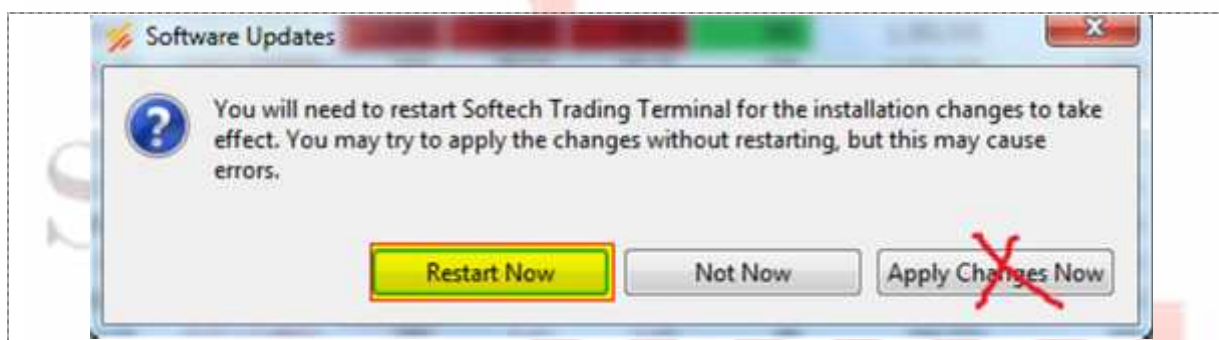 Software Updates
You will need to restart Softech Trading Terminal for the installation changes to take
effect. You may try to apply the changes without restarting, but this may cause
errors.
Restart Now
Not Now
Apply Changes Now